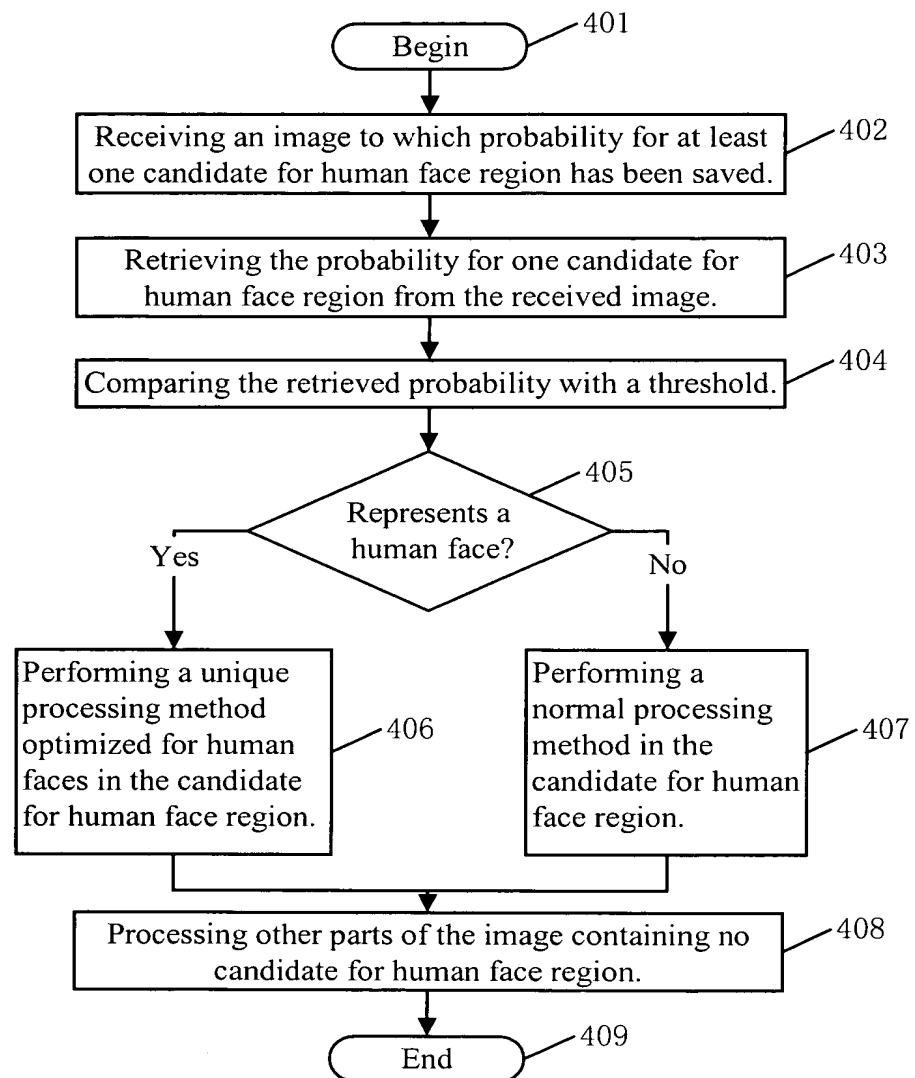 Begin
401
Receiving an image to which probability for at least
one candidate for human face region has been saved.
402
Retrieving the probability for one candidate for
human face region from the received image.
403
Comparing the retrieved probability with a threshold.
404
405
Represents a
human face?
Yes
No
Performing a unique
processing method
optimized for human
faces in the candidate
for human face region.
406
Performing a
normal processing
method in the
candidate for human
face region.
407
Processing other parts of the image containing no
candidate for human face region.
408
End
409